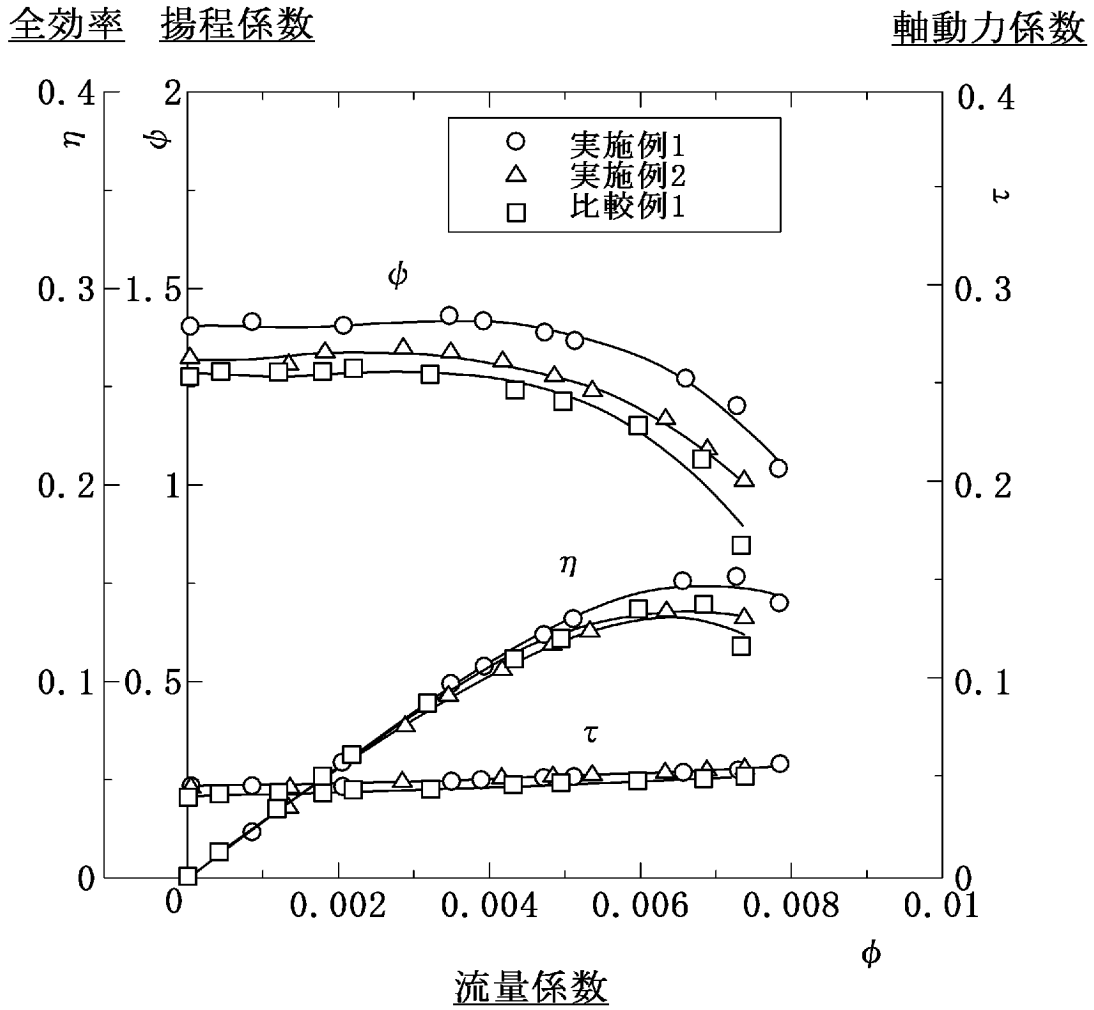 全効率 揚程係数 軸動力係数
0.4 2 0.4
η ϕ τ
実施例1
実施例2
比較例1
ψ
0.3 1.5 0.3
0.2 1 0.2
η
0.1 0.5 0.1
τ
0 0 0
0 0.002 0.004 0.006 0.008 0.01
ϕ
流量係数